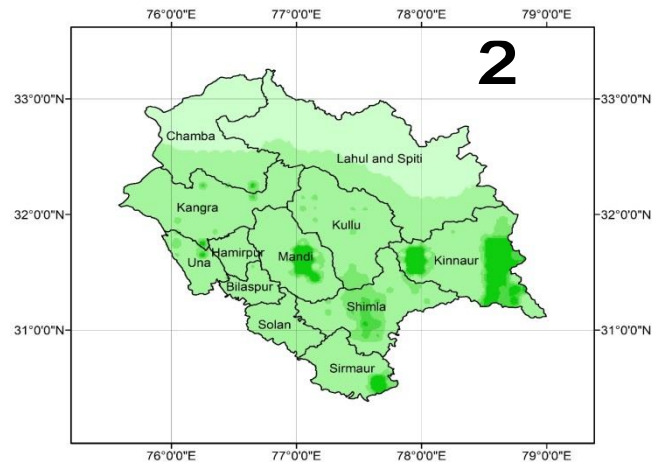 76°0'0"E 77°0'0"E 78°0'0"E 79°0'0"E
2
33°0'0"N 33°0'0"N
Chamba
Lahul and Spiti
Kangra
32°0'0"N 32°0'0"N
Kullu
Hamirpur
Mandi
Kinnaur
Una
Bilaspur
Shimla
Solan
31°0'0"N 31°0'0"N
Sirmaur
76°0'0"E 77°0'0"E 78°0'0"E 79°0'0"E